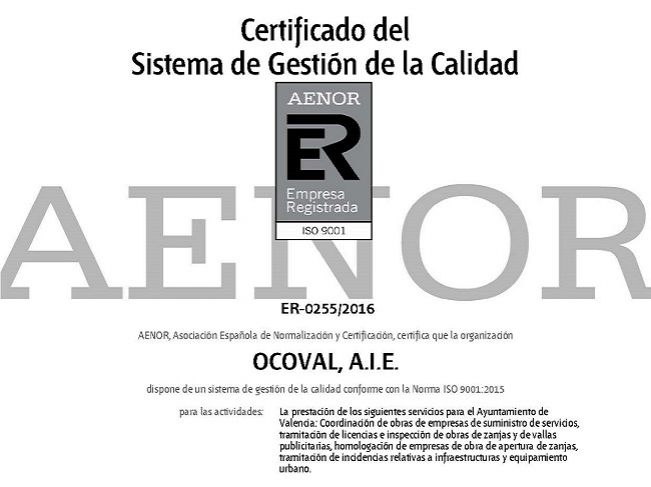 Certificado del
Sistema de Gestión de la Calidad
AENOR
ER
Empresa
Registrada
ISO 9001
AENOR
ER-0255/2016
AENOR, Asociación Española de Normalización y Certificación, certifica que la organización
OCOVAL, A.I.E.
dispone de un sistema de gestión de la calidad conforme con la Norma ISO 9001:2015
para las actividades: La prestación de los siguientes servicios para el Ayuntamiento de
Valencia: Coordinación de obras de empresas de suministro de servicios,
tramitación de licencias e inspección de obras de zanjas y de vallas
publicitarias, homologación de empresas de obra de apertura de zanjas,
tramitación de incidencias relativas a infraestructuras y equipamiento
urbano.